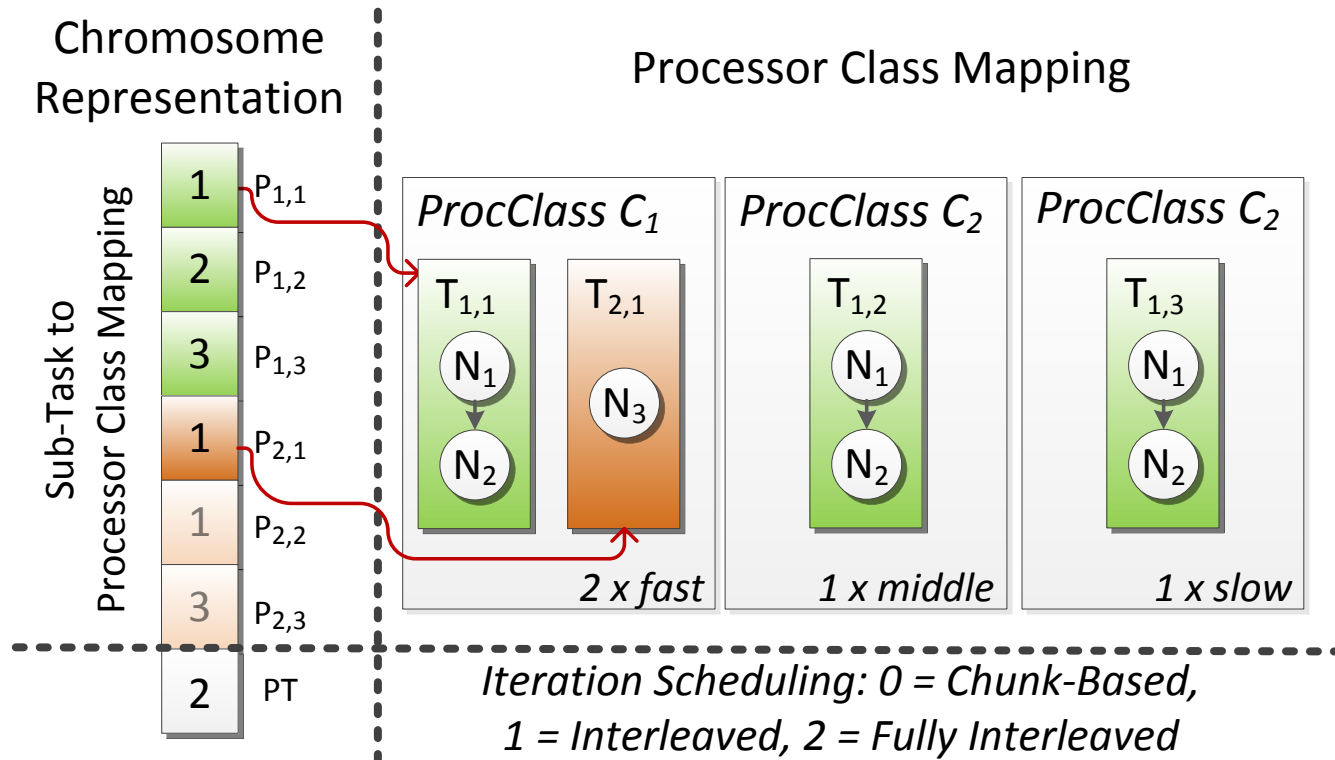 Chromosome
Representation
Processor Class Mapping
Sub-Task to
Processor Class Mapping
1 P1,1
2 P1,2
3 P1,3
1 P2,1
1 P2,2
3 P2,3
2 PT
ProcClass C1
T1,1
N1
N2
T2,1
N3
2 x fast
ProcClass C2
T1,2
N1
N2
1 x middle
ProcClass C2
T1,3
N1
N2
1 x slow
Iteration Scheduling: 0 = Chunk-Based,
1 = Interleaved, 2 = Fully Interleaved